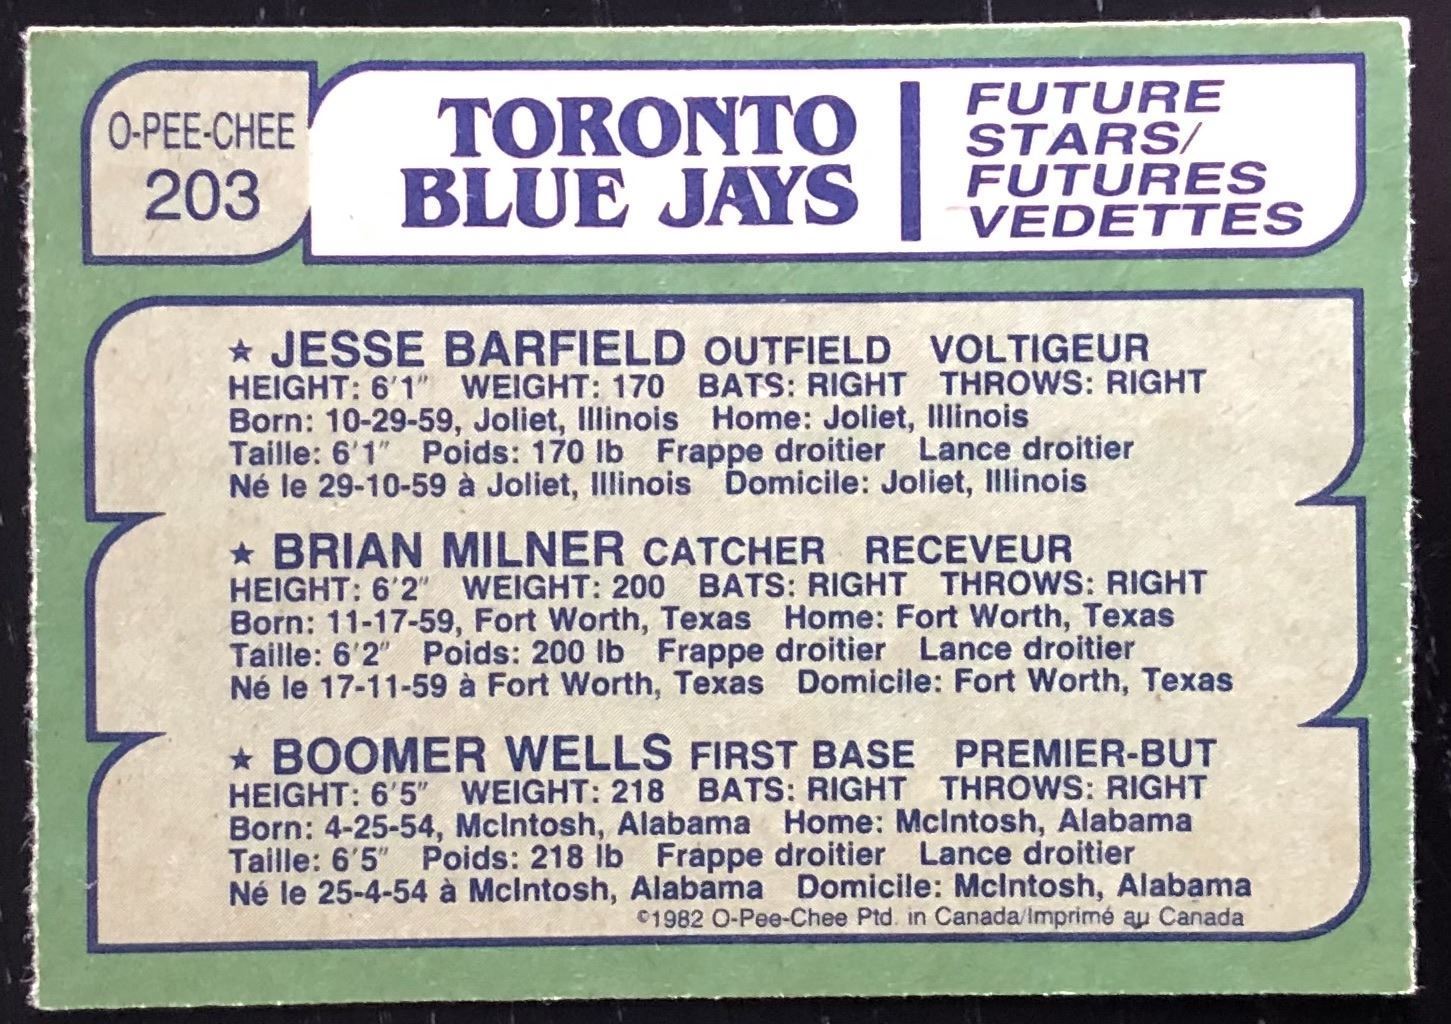 O-PEE-CHEE
203
TORONTO
BLUE JAYS
FUTURE
STARS/
FUTURES
VEDETTES
★ JESSE BARFIELD OUTFIELD VOLTIGEUR
HEIGHT: 6'1" WEIGHT: 170 BATS: RIGHT THROWS: RIGHT
Born: 10-29-59, Joliet, Illinois Home: Joliet, Illinois
Taille: 6'1" Poids: 170 lb Frappe droitier Lance droitier
Né le 29-10-59 à Joliet, Illinois Domicile: Joliet, Illinois
★ BRIAN MILNER CATCHER RECEVEUR
HEIGHT: 6'2" WEIGHT: 200 BATS: RIGHT THROWS: RIGHT
Born: 11-17-59, Fort Worth, Texas Home: Fort Worth, Texas
Taille: 6'2" Poids: 200 lb Frappe droitier Lance droitier
Né le 17-11-59 à Fort Worth, Texas Domicile: Fort Worth, Texas
★ BOOMER WELLS FIRST BASE PREMIER-BUT
HEIGHT: 6'5" WEIGHT: 218 BATS: RIGHT THROWS: RIGHT
Born: 4-25-54, McIntosh, Alabama Home: McIntosh, Alabama
Taille: 6'5" Poids: 218 lb Frappe droitier Lance droitier
Né le 25-4-54 à McIntosh, Alabama Domicile: McIntosh, Alabama
©1982 O-Pee-Chee Ptd. in Canada/Imprimé au Canada